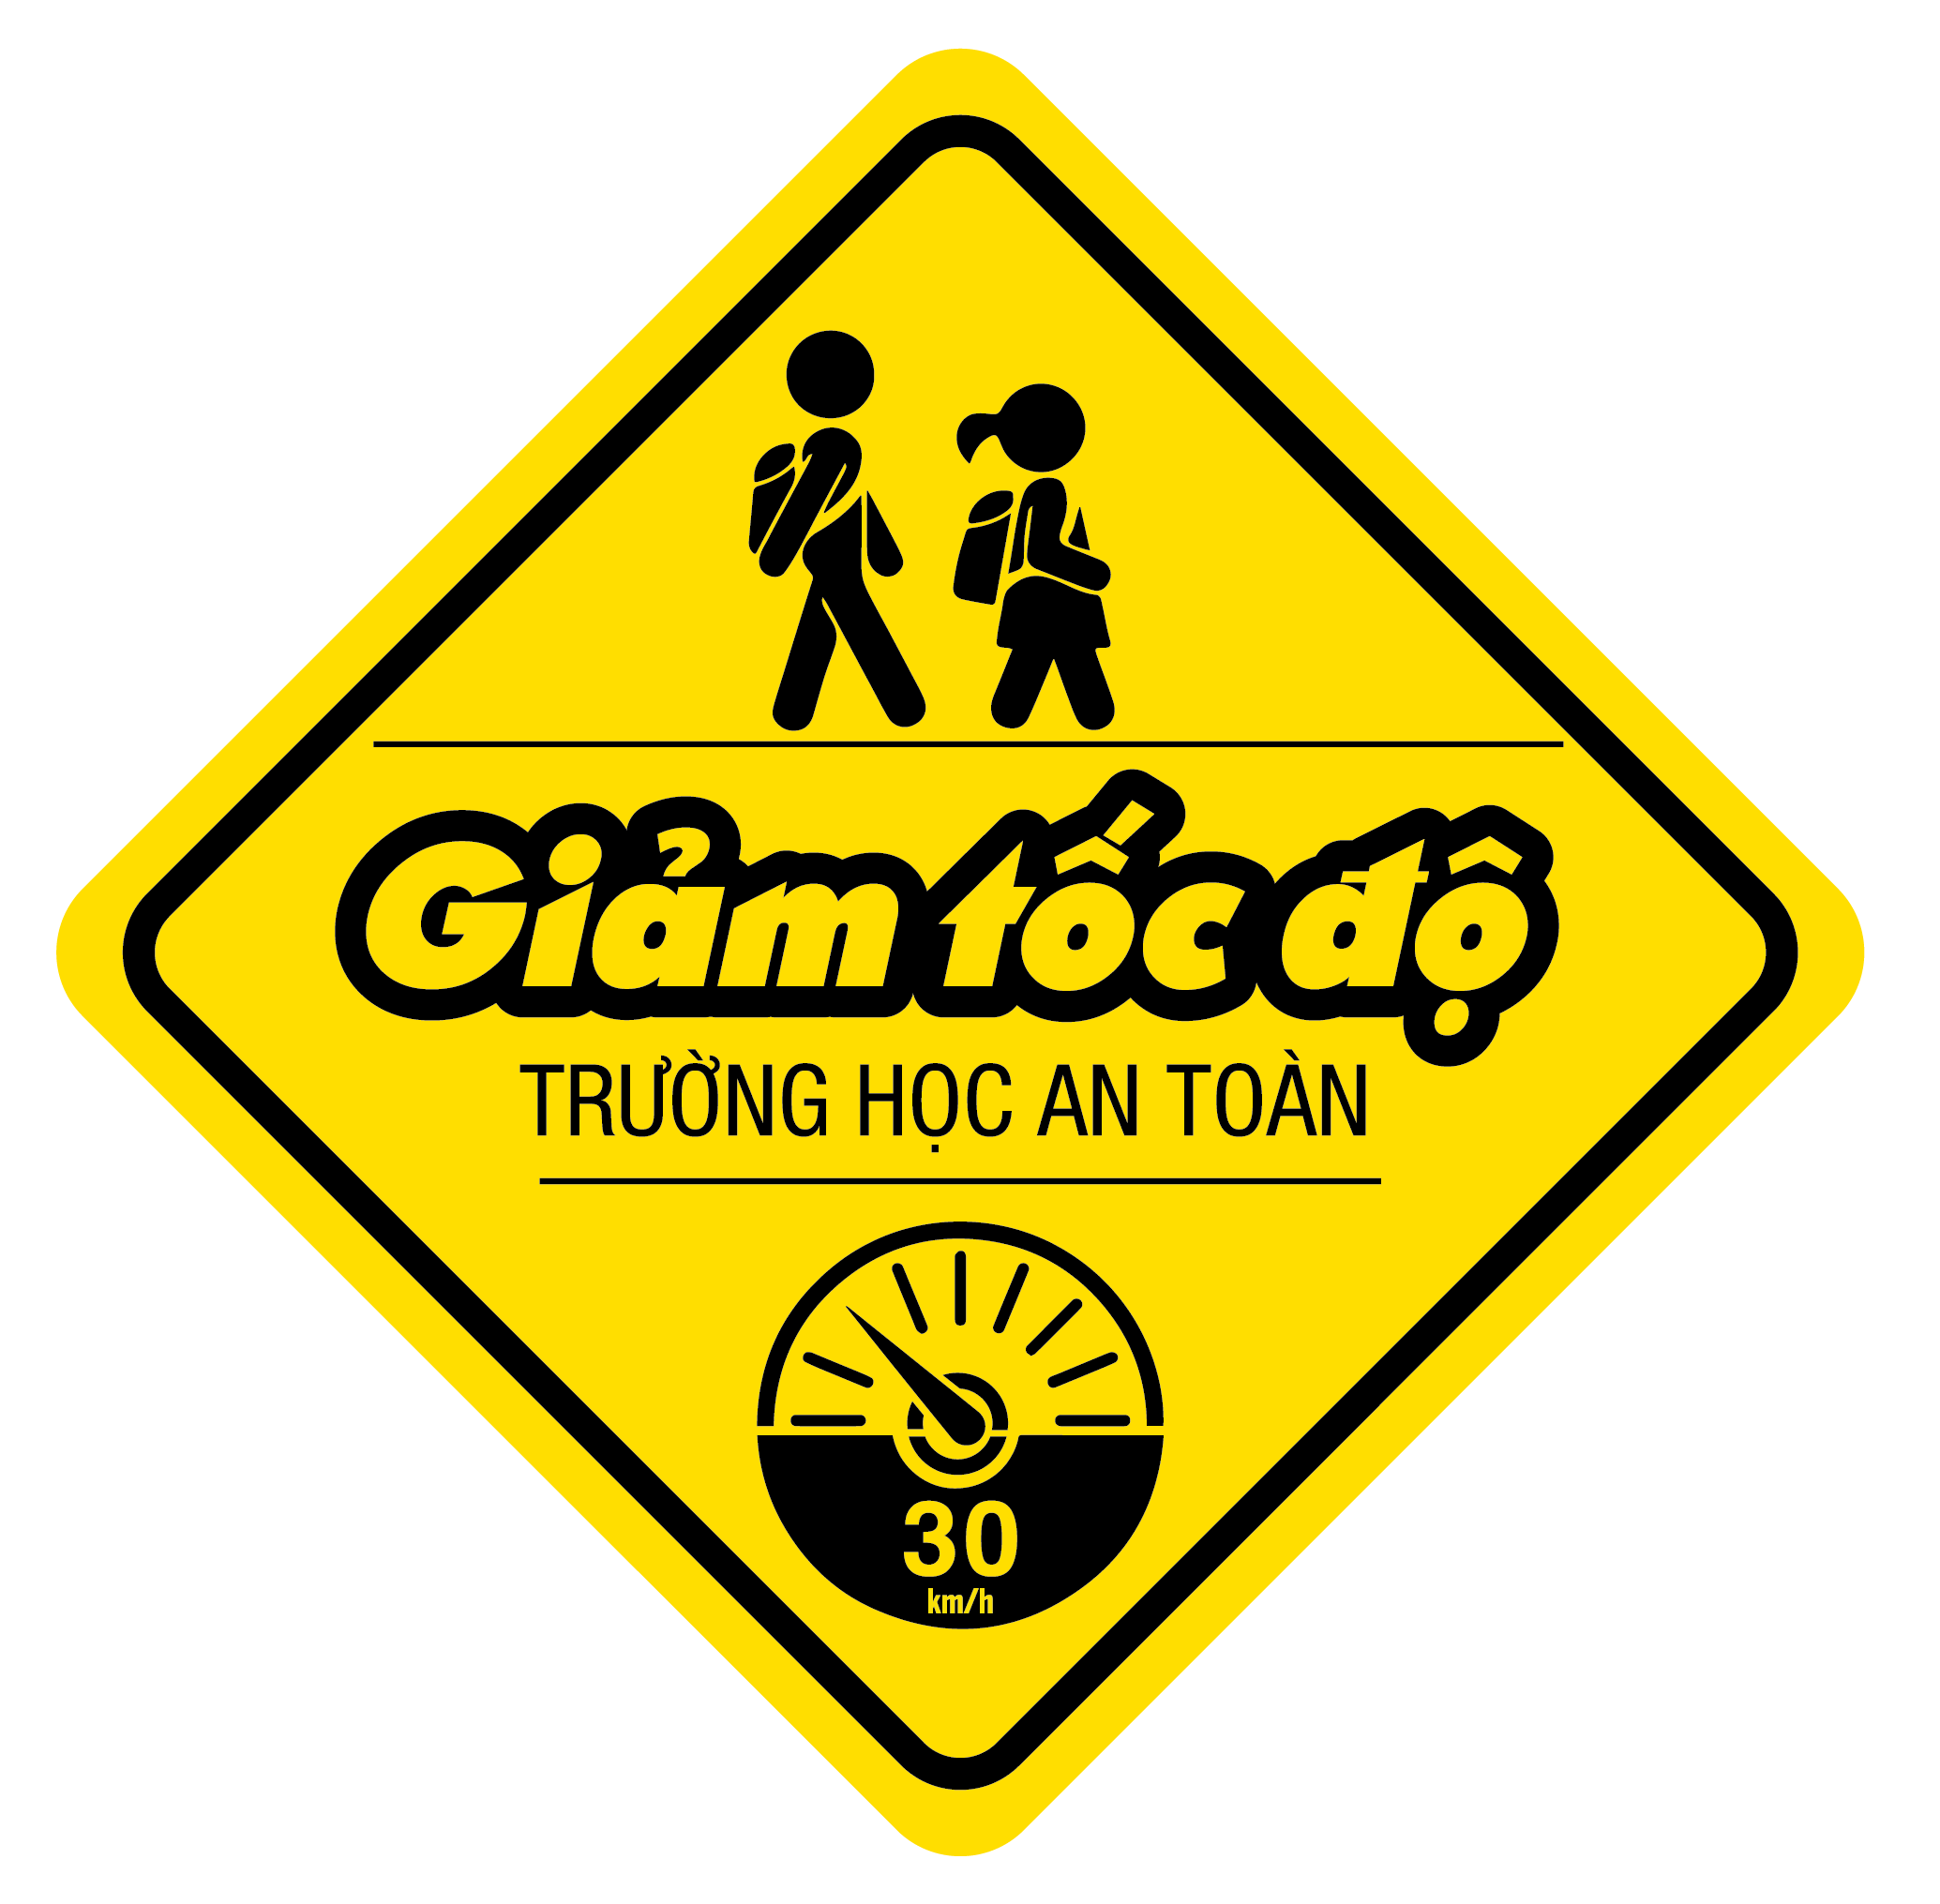 Giảm tốc độ
TRƯỜNG HỌC AN TOÀN
30
km/h